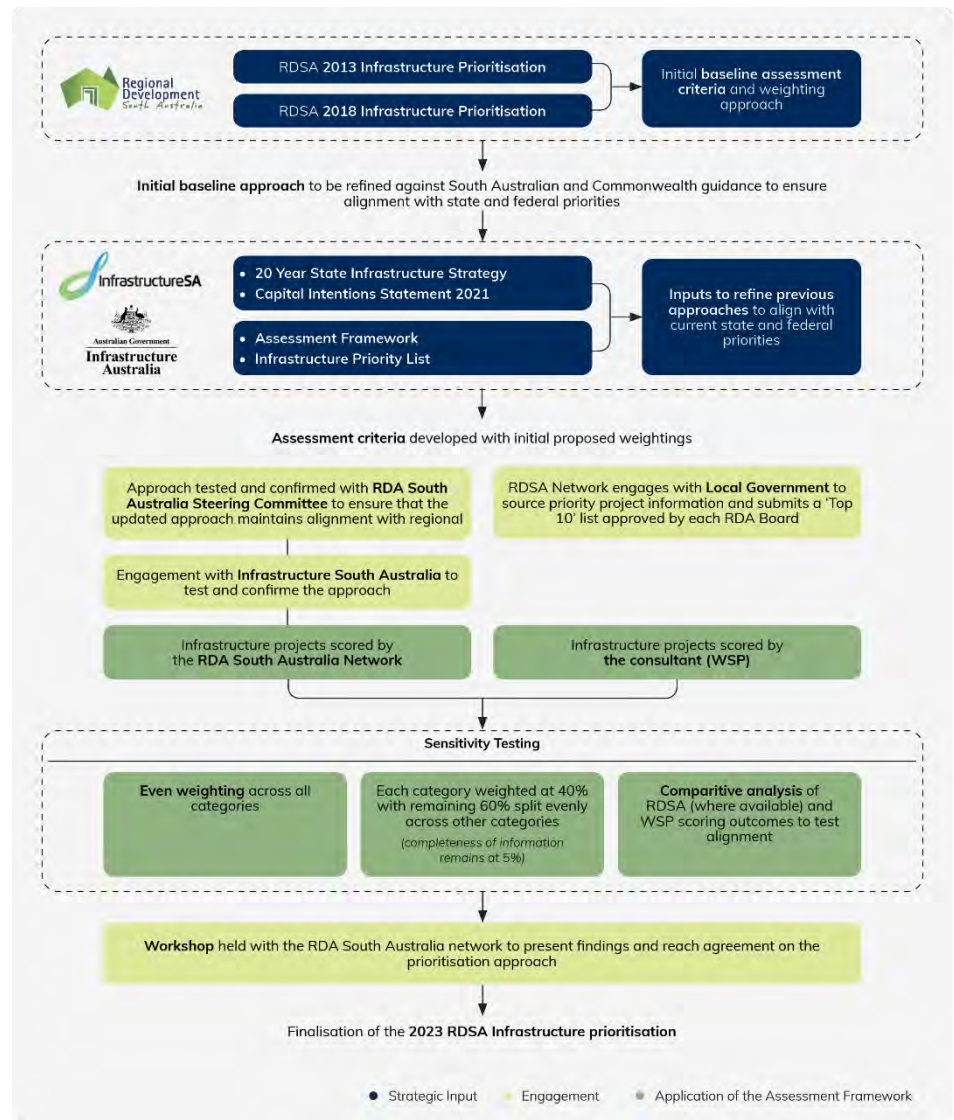 Regional
Development
South Australia
RDSA 2013 Infrastructure Prioritisation
RDSA 2018 Infrastructure Prioritisation
Initial baseline assessment
criteria and weighting
approach
Initial baseline approach to be refined against South Australian and Commonwealth guidance to ensure
alignment with state and federal priorities
InfrastructureSA
Australian Government
Infrastructure
Australia
• 20 Year State Infrastructure Strategy
• Capital Intentions Statement 2021
• Assessment Framework
• Infrastructure Priority List
Inputs to refine previous
approaches to align with
current state and federal
priorities
Assessment criteria developed with initial proposed weightings
Approach tested and confirmed with RDA South
Australia Steering Committee to ensure that the
updated approach maintains alignment with regional
RDSA Network engages with Local Government to
source priority project information and submits a ‘Top
10’ list approved by each RDA Board
Engagement with Infrastructure South Australia to
test and confirme the approach
Infrastructure projects scored by
the RDA South Australia Network
Infrastructure projects scored by
the consultant (WSP)
Sensitivity Testing
Even weighting across all
categories
Each category weighted at 40%
with remaining 60% split evenly
across other categories
(completeness of information
remains at 5%)
Comparitive analysis of
RDSA (where available) and
WSP scoring outcomes to test
alignment
Workshop held with the RDA South Australia network to present findings and reach agreement on the
prioritisation approach
Finalisation of the 2023 RDSA Infrastructure prioritisation
Strategic Input
Engagement
Application of the Assessment Framework